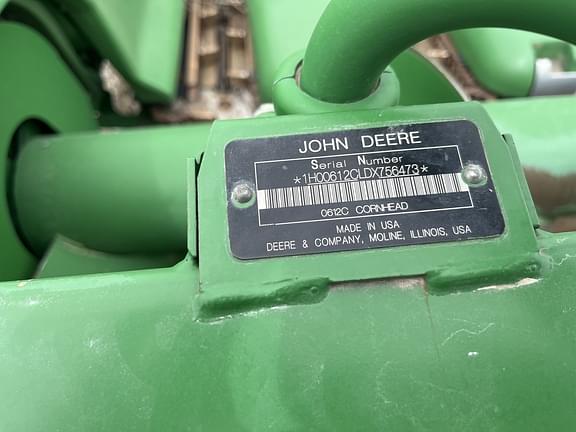 JOHN DEERE
Serial Number
*1H00612CLDX756473*
0612C CORNHEAD
MADE IN USA
DEERE & COMPANY, MOLINE, ILLINOIS, USA